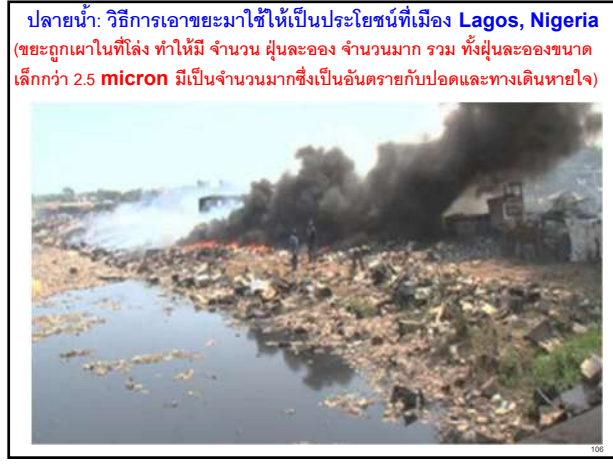 ปลายน้ำ: วิธีการเอาขยะมาใช้ให้เป็นประโยชน์ที่เมือง Lagos, Nigeria
(ขยะถูกเผาในที่โล่ง ทำให้มี จำนวน ฝุ่นละออง จำนวนมาก รวม ทั้งฝุ่นละอองขนาด
เล็กกว่า 2.5 micron มีเป็นจำนวนมากซึ่งเป็นอันตรายกับปอดและทางเดินหายใจ)
106